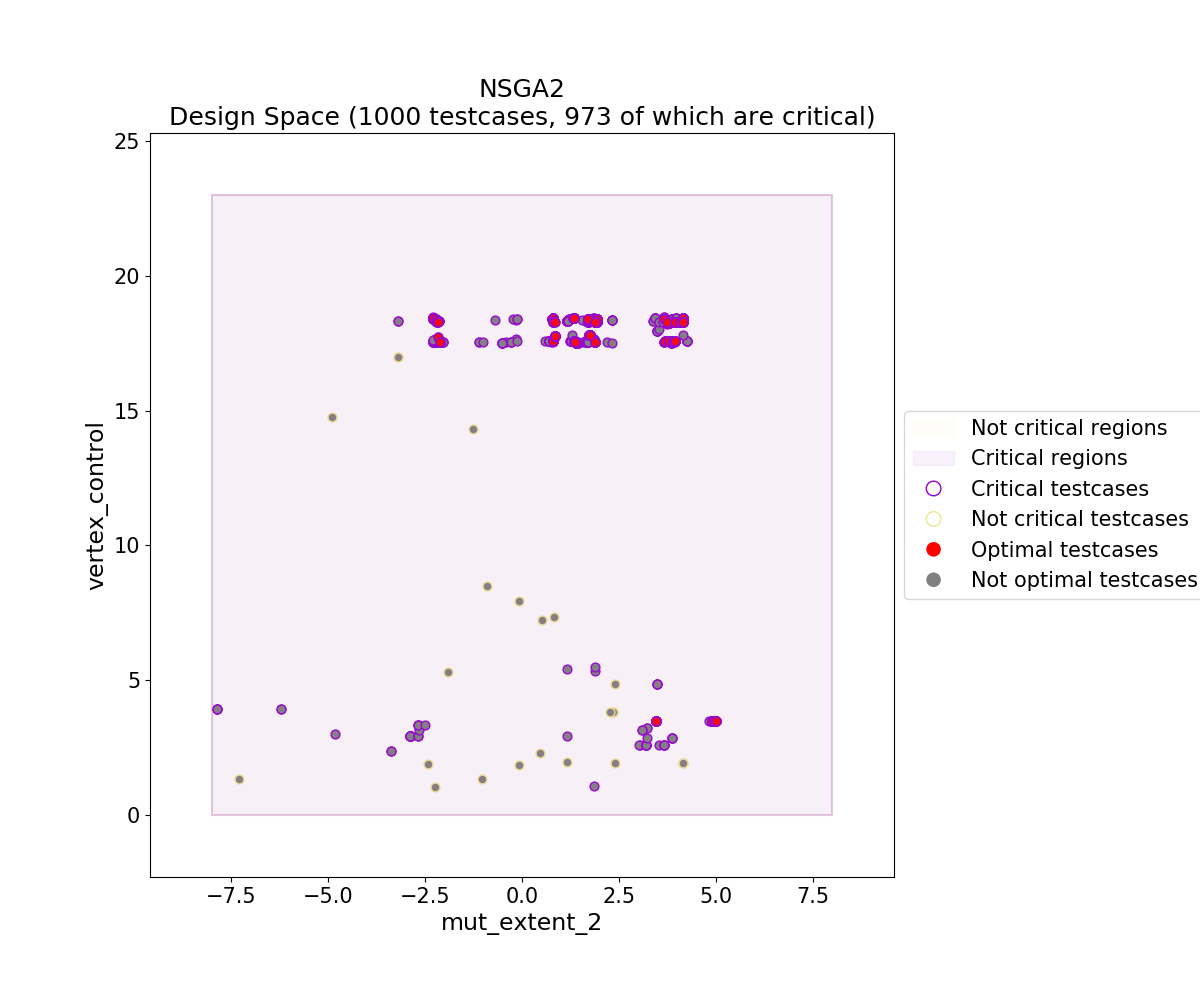 NSGA2
Design Space (1000 testcases, 973 of which are critical)
25
20
15
10
5
0
vertex_control
−7.5
−5.0
−2.5
0.0
2.5
5.0
7.5
mut_extent_2
Not critical regions
Critical regions
Critical testcases
Not critical testcases
Optimal testcases
Not optimal testcases